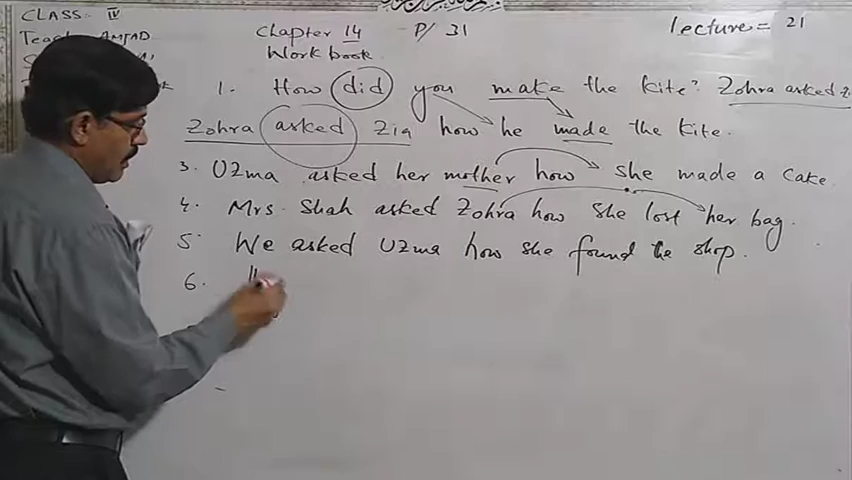 CLASS: IV Chapter 14 P/ 31 lecture = 21
AMJAD Work book
1. How did you make the kite? Zohra asked
Zohra asked Zia how he made the kite.
3. Uzma asked her mother how she made a cake.
4. Mrs. Shah asked Zohra how she lost her bag.
5. We asked Uzma how she found the shop.
6.